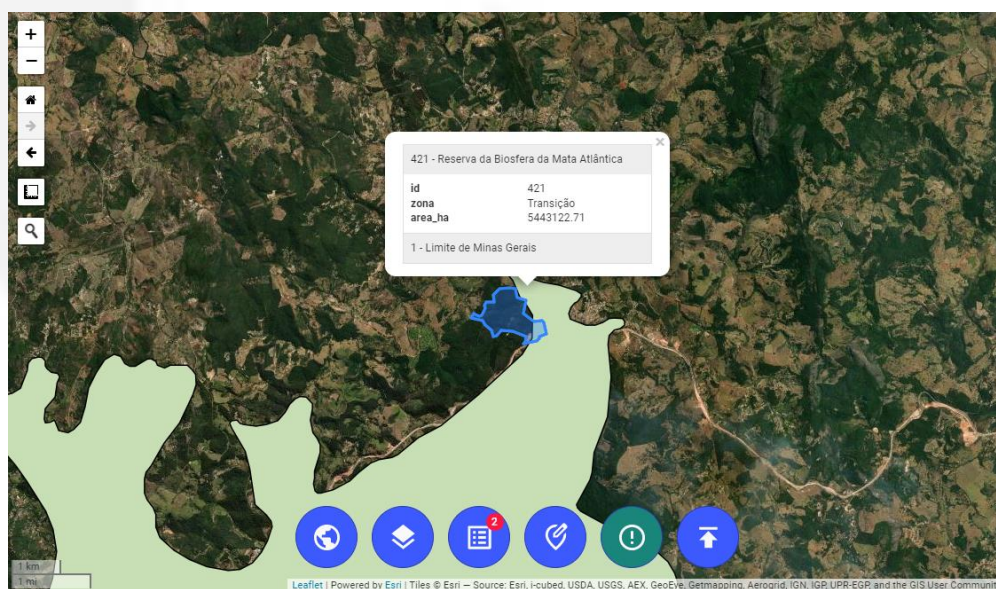 +
−
421 - Reserva da Biosfera da Mata Atlântica
×
id 421
zona Transição
area_ha 5443122.71
1 - Limite de Minas Gerais
2
1 km
1 mi
Leaflet | Powered by Esri | Tiles © Esri — Source: Esri, i-cubed, USDA, USGS, AEX, GeoEye, Getmapping, Aerogrid, IGN, IGP, UPR-EGP, and the GIS User Communit